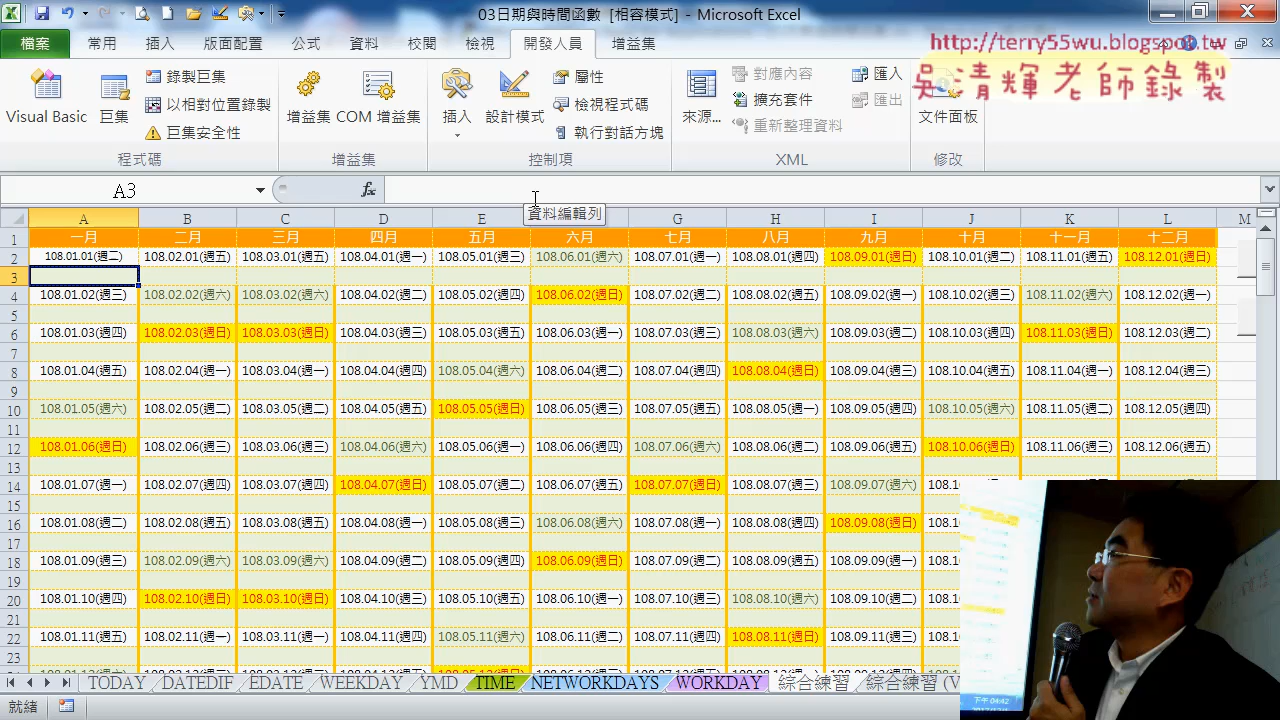 03日期與時間函數 [相容模式] - Microsoft Excel
檔案 常用 插入 版面配置 公式 資料 校閱 檢視 開發人員 增益集
http://terry55wu.blogspot.tw
吳清輝老師錄製
Visual Basic 巨集 錄製巨集 以相對位置錄製 巨集安全性 增益集 COM 增益集 插入 設計模式 屬性 檢視程式碼 執行對話方塊 來源... 對應內容 擴充套件 重新整理資料 匯入 匯出 文件面板
程式碼 增益集 控制項 XML 修改
A3 fx
資料編輯列
A B C D E G H I J K L M
1 一月 二月 三月 四月 五月 六月 七月 八月 九月 十月 十一月 十二月
2 108.01.01(週二) 108.02.01(週五) 108.03.01(週五) 108.04.01(週一) 108.05.01(週三) 108.06.01(週六) 108.07.01(週一) 108.08.01(週四) 108.09.01(週日) 108.10.01(週二) 108.11.01(週五) 108.12.01(週日)
3
4 108.01.02(週三) 108.02.02(週六) 108.03.02(週六) 108.04.02(週二) 108.05.02(週四) 108.06.02(週日) 108.07.02(週二) 108.08.02(週五) 108.09.02(週一) 108.10.02(週三) 108.11.02(週六) 108.12.02(週一)
5
6 108.01.03(週四) 108.02.03(週日) 108.03.03(週日) 108.04.03(週三) 108.05.03(週五) 108.06.03(週一) 108.07.03(週三) 108.08.03(週六) 108.09.03(週二) 108.10.03(週四) 108.11.03(週日) 108.12.03(週二)
7
8 108.01.04(週五) 108.02.04(週一) 108.03.04(週一) 108.04.04(週四) 108.05.04(週六) 108.06.04(週二) 108.07.04(週四) 108.08.04(週日) 108.09.04(週三) 108.10.04(週五) 108.11.04(週一) 108.12.04(週三)
9
10 108.01.05(週六) 108.02.05(週二) 108.03.05(週二) 108.04.05(週五) 108.05.05(週日) 108.06.05(週三) 108.07.05(週五) 108.08.05(週一) 108.09.05(週四) 108.10.05(週六) 108.11.05(週二) 108.12.05(週四)
11
12 108.01.06(週日) 108.02.06(週三) 108.03.06(週三) 108.04.06(週六) 108.05.06(週一) 108.06.06(週四) 108.07.06(週六) 108.08.06(週二) 108.09.06(週五) 108.10.06(週日) 108.11.06(週三) 108.12.06(週五)
13
14 108.01.07(週一) 108.02.07(週四) 108.03.07(週四) 108.04.07(週日) 108.05.07(週二) 108.06.07(週五) 108.07.07(週日) 108.08.07(週三) 108.09.07(週六)
15
16 108.01.08(週二) 108.02.08(週五) 108.03.08(週五) 108.04.08(週一) 108.05.08(週三) 108.06.08(週六) 108.07.08(週一) 108.08.08(週四) 108.09.08(週日) 108.1
17
18 108.01.09(週三) 108.02.09(週六) 108.03.09(週六) 108.04.09(週二) 108.05.09(週四) 108.06.09(週日) 108.07.09(週二) 108.08.09(週五) 108.09.09(週一) 108.1
19
20 108.01.10(週四) 108.02.10(週日) 108.03.10(週日) 108.04.10(週三) 108.05.10(週五) 108.06.10(週一) 108.07.10(週三) 108.08.10(週六) 108.09.10(週二) 108.1
21
22 108.01.11(週五) 108.02.11(週一) 108.03.11(週一) 108.04.11(週四) 108.05.11(週六) 108.06.11(週二) 108.07.11(週四) 108.08.11(週日) 108.09.11(週三) 108.1
23
TODAY DATEDIF EDATE WEEKDAY YMD TIME NETWORKDAYS WORKDAY 綜合練習 綜合練習 (V
就緒
下午 04:42